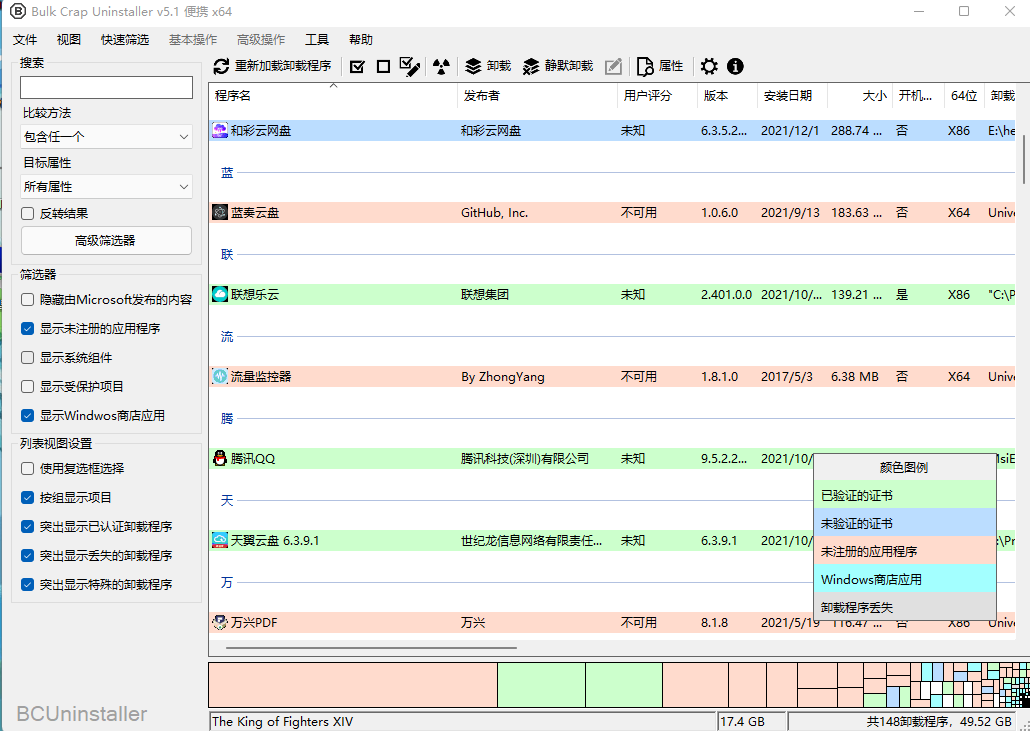 Bulk Crap Uninstaller v5.1 便携 x64
文件 视图 快速筛选 基本操作 高级操作 工具 帮助
搜索
比较方法
包含任一个
目标属性
所有属性
反转结果
高级筛选器
筛选器
隐藏由Microsoft发布的内容
显示未注册的应用程序
显示系统组件
显示受保护项目
显示Windwos商店应用
列表视图设置
使用复选框选择
按组显示项目
突出显示已认证卸载程序
突出显示丢失的卸载程序
突出显示特殊的卸载程序
BCUninstaller
重新加载卸载程序 卸载 静默卸载 属性
程序名 发布者 用户评分 版本 安装日期 大小 开机... 64位 卸载
和彩云网盘 和彩云网盘 未知 6.3.5.2... 2021/12/1 288.74 ... 否 X86 E:\he
蓝
蓝奏云盘 GitHub, Inc. 不可用 1.0.6.0 2021/9/13 183.63 ... 否 X64 Unive
联
联想乐云 联想集团 未知 2.401.0.0 2021/10/... 139.21 ... 是 X86 "C:\P
流
流量监控器 By ZhongYang 不可用 1.8.1.0 2017/5/3 6.38 MB 否 X64 Unive
腾
腾讯QQ 腾讯科技(深圳)有限公司 未知 9.5.2.2... 2021/10/ MsiE
天
天翼云盘 6.3.9.1 世纪龙信息网络有限责任... 未知 6.3.9.1 2021/10/ :\Pr
万
万兴PDF 万兴 不可用 8.1.8 2021/5/19 116.47 ... 否 X86 Unive
颜色图例
已验证的证书
未验证的证书
未注册的应用程序
Windows商店应用
卸载程序丢失
The King of Fighters XIV 17.4 GB 共148卸载程序，49.52 GB